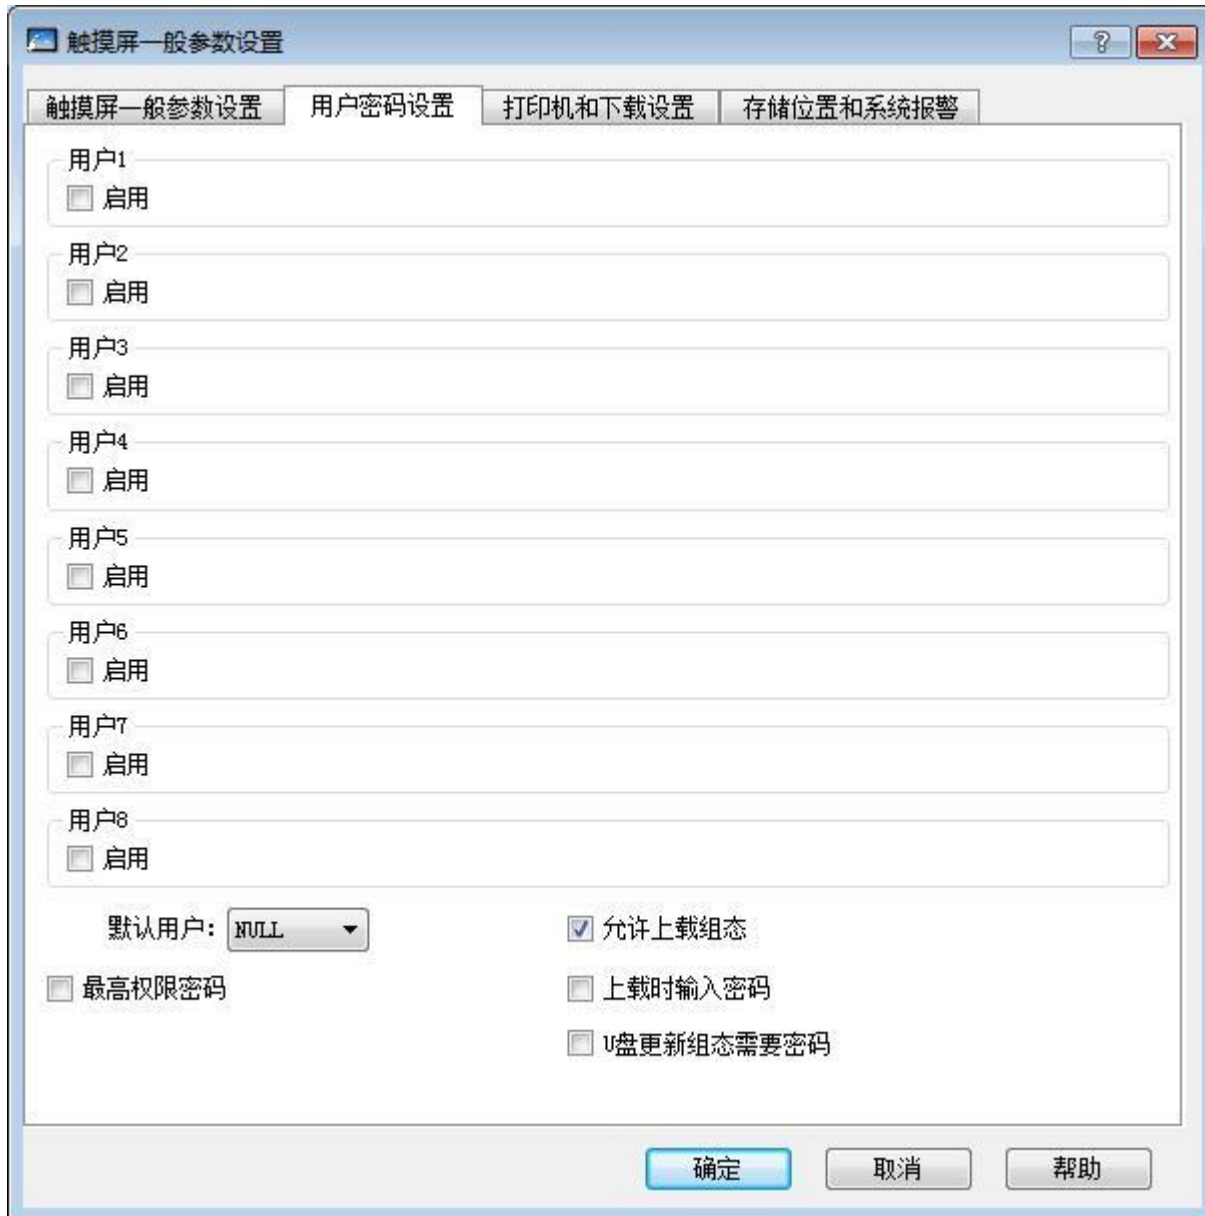 触摸屏一般参数设置
触摸屏一般参数设置 用户密码设置 打印机和下载设置 存储位置和系统报警
用户1
启用
用户2
启用
用户3
启用
用户4
启用
用户5
启用
用户6
启用
用户7
启用
用户8
启用
默认用户: NULL 允许上载组态
最高权限密码 上载时输入密码
U盘更新组态需要密码
确定 取消 帮助